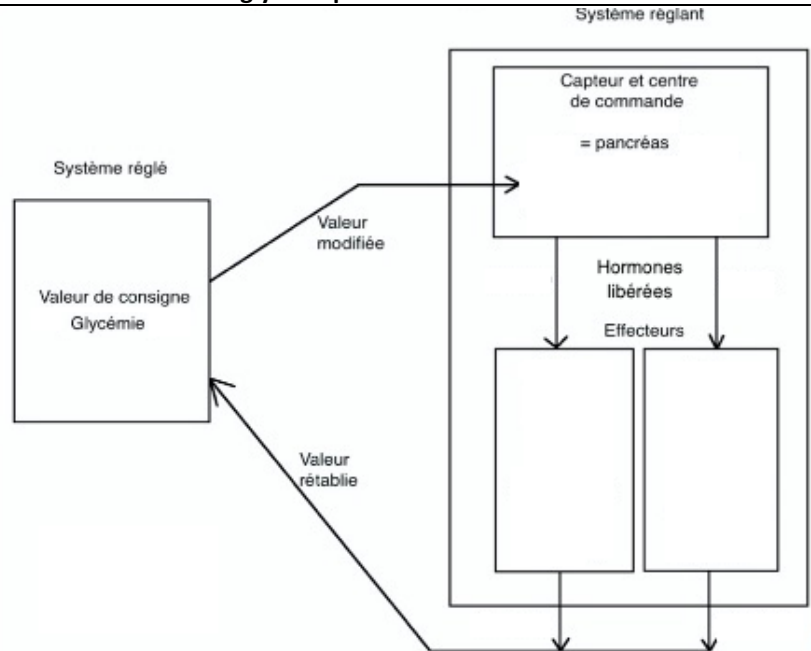 Système réglant
Capteur et centre
de commande
= pancréas
Système réglé
Valeur
modifiée
Valeur de consigne
Glycémie
Hormones
libérées
Effecteurs
Valeur
rétablie